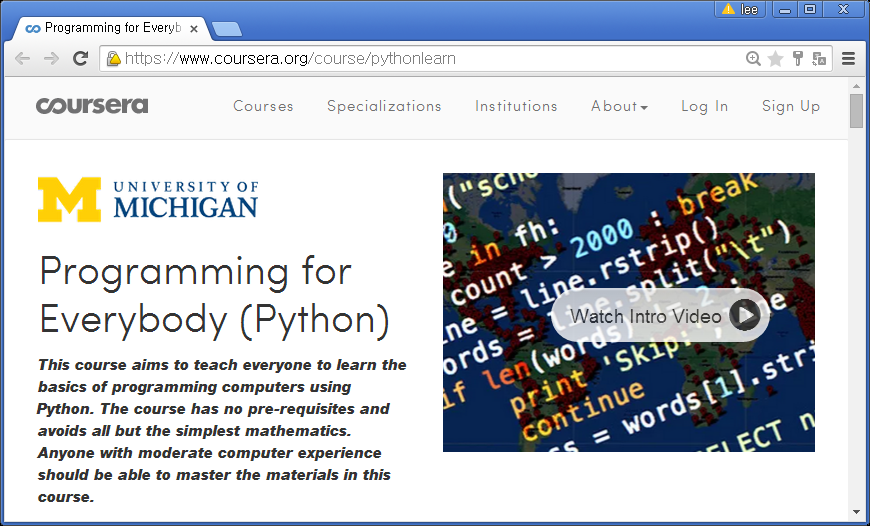 lee
Programming for Everyb
https://www.coursera.org/course/pythonlearn
coursera
Courses Specializations Institutions About Log In Sign Up
M UNIVERSITY OF
MICHIGAN
Programming for
Everybody (Python)
This course aims to teach everyone to learn the
basics of programming computers using
Python. The course has no pre-requisites and
avoids all but the simplest mathematics.
Anyone with moderate computer experience
should be able to master the materials in this
course.
in fh: break
count > 2000 :
= line.rstrip()
= line.split("\t")
Watch Intro Video
if len(words) = 2 :
print 'Skip:',
continue
= words[1].stri
SELECT